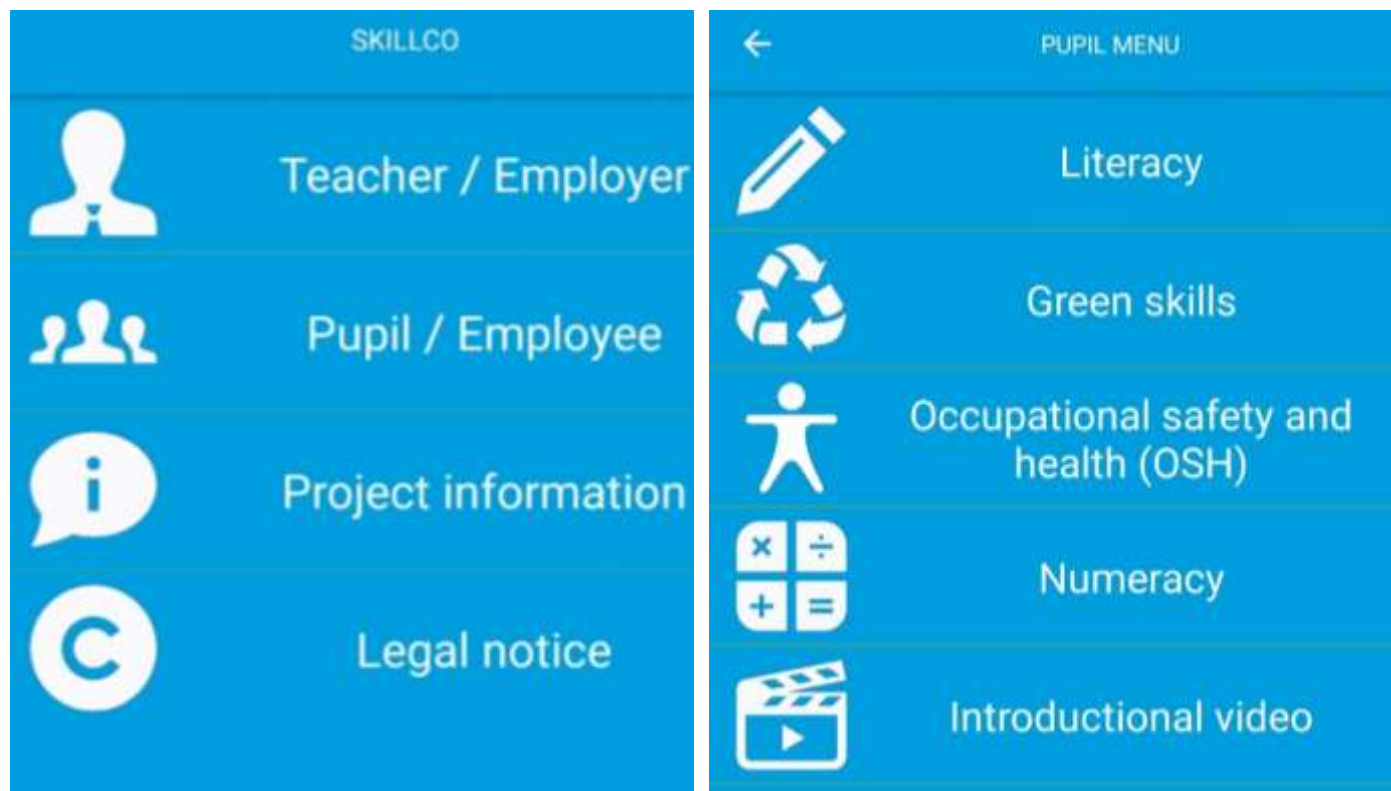 SKILLCO
Teacher / Employer
Pupil / Employee
Project information
Legal notice
PUPIL MENU
Literacy
Green skills
Occupational safety and
health (OSH)
Numeracy
Introductional video